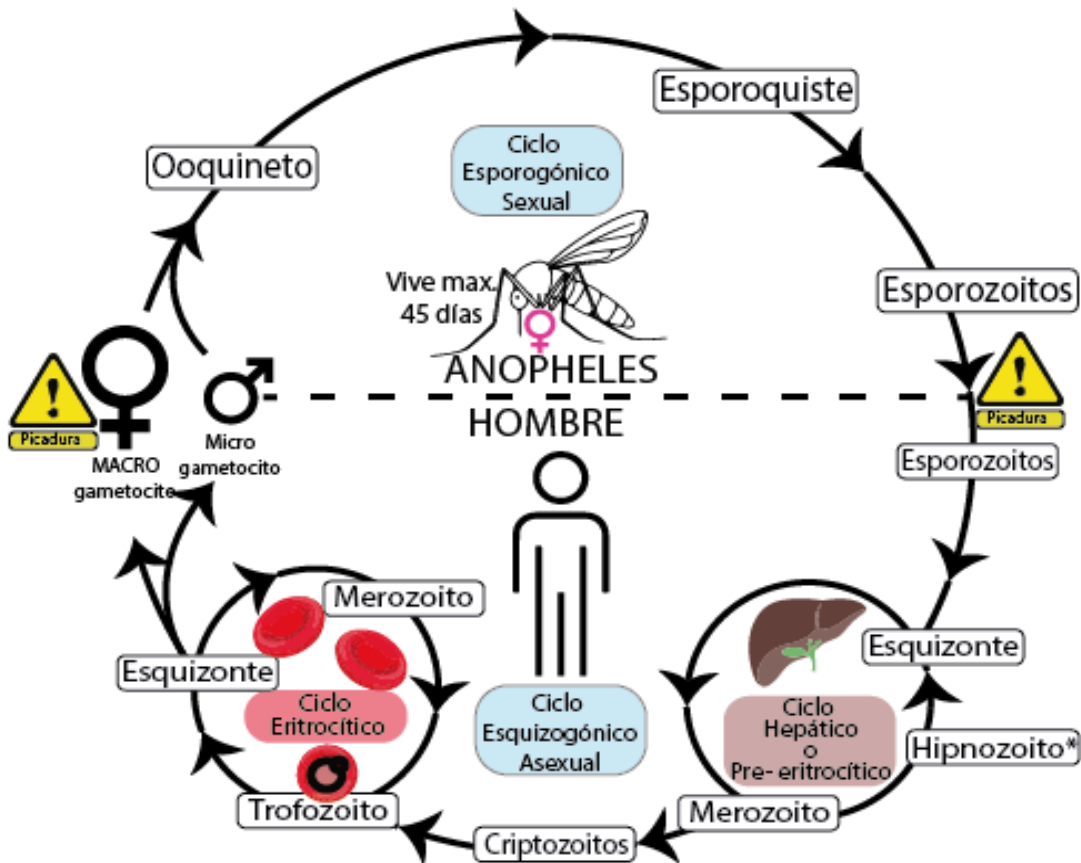 Esporoquiste
Ooquineto
Ciclo
Esporogónico
Sexual
Vive max.
45 días
Esporozoitos
ANOPHELES
HOMBRE
Picadura
MACRO
gametocito
Micro
gametocito
Picadura
Esporozoitos
Merozoito
Esquizonte
Ciclo
Eritrocítico
Trofozoito
Ciclo
Esquizogónico
Asexual
Esquizonte
Ciclo
Hepático
o
Pre- eritrocítico
Hipnozoito*
Merozoito
Criptozoitos